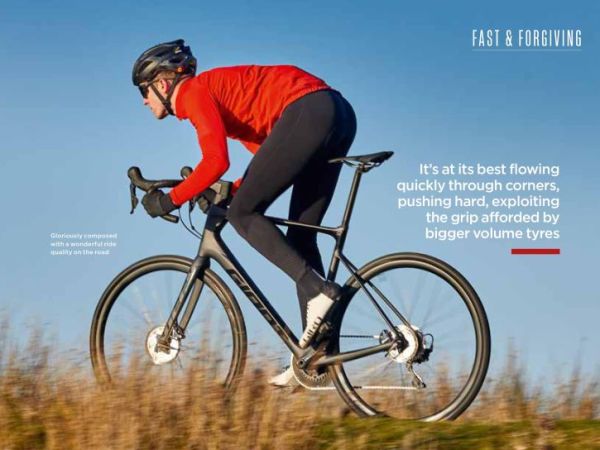 FAST & FORGIVING
It's at its best flowing
quickly through corners,
pushing hard, exploiting
the grip afforded by
bigger volume tyres
Gloriously composed
with a wonderful ride
quality on the road
GIANT